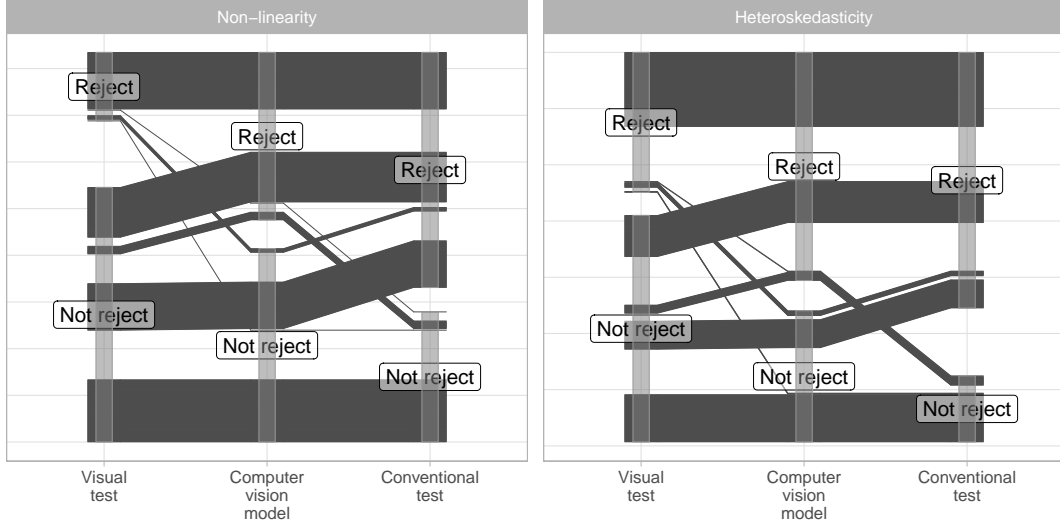 Non−linearity
Heteroskedasticity
Reject
Reject
Reject
Not reject
Not reject
Not reject
Reject
Reject
Reject
Not reject
Not reject
Not reject
Visual
test
Computer
vision
model
Conventional
test
Visual
test
Computer
vision
model
Conventional
test